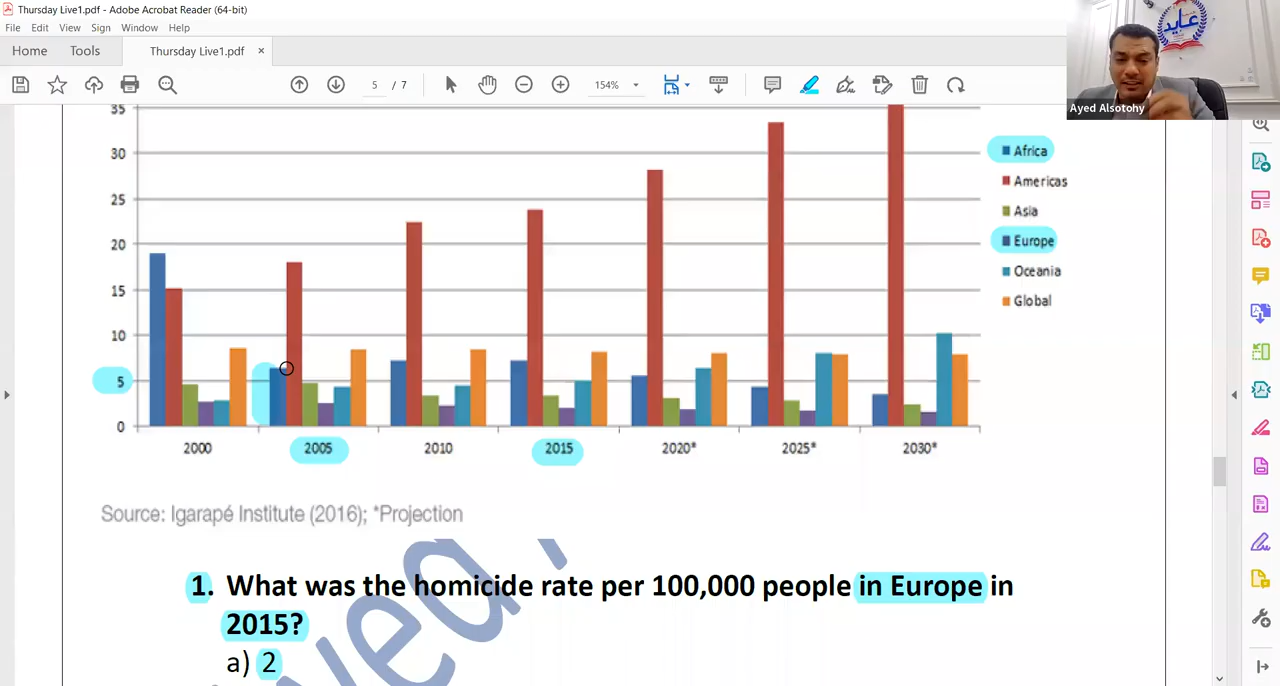 Thursday Live1.pdf - Adobe Acrobat Reader (64-bit)
File Edit View Sign Window Help
Home Tools Thursday Live1.pdf ×
5 / 7 154%
عايد
Ayed Alsotohy
35
30
25
20
15
10
5
0
2000 2005 2010 2015 2020* 2025* 2030*
Africa
Americas
Asia
Europe
Oceania
Global
Source: Igarapé Institute (2016); *Projection
1. What was the homicide rate per 100,000 people in Europe in
2015?
a) 2